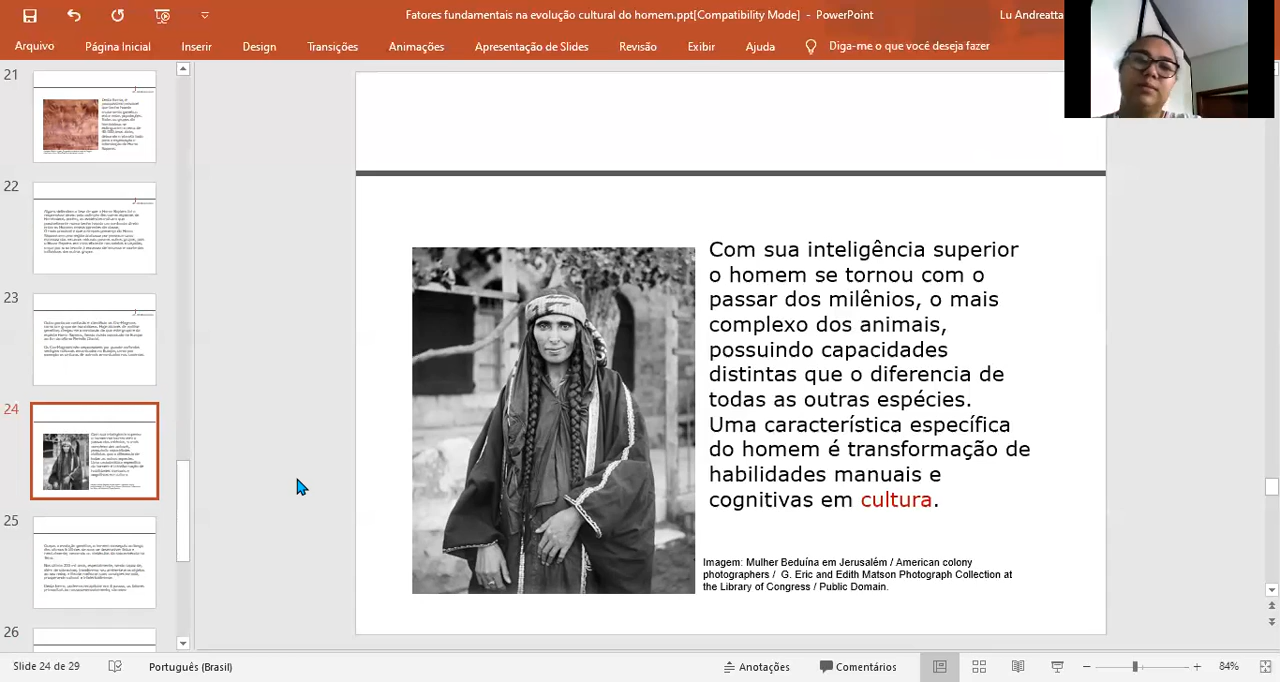 Fatores fundamentais na evolução cultural do homem.ppt[Compatibility Mode] - PowerPoint
Lu Andreatta
Arquivo
Página Inicial
Inserir
Design
Transições
Animações
Apresentação de Slides
Revisão
Exibir
Ajuda
Diga-me o que você deseja fazer
21
22
23
24
25
26
Com sua inteligência superior
o homem se tornou com o
passar dos milênios, o mais
complexo dos animais,
possuindo capacidades
distintas que o diferencia de
todas as outras espécies.
Uma característica específica
do homem é transformação de
habilidades manuais e
cognitivas em cultura.
Imagem: Mulher Beduína em Jerusalém / American colony
photographers / G. Eric and Edith Matson Photograph Collection at
the Library of Congress / Public Domain.
Slide 24 de 29
Português (Brasil)
Anotações
Comentários
84%